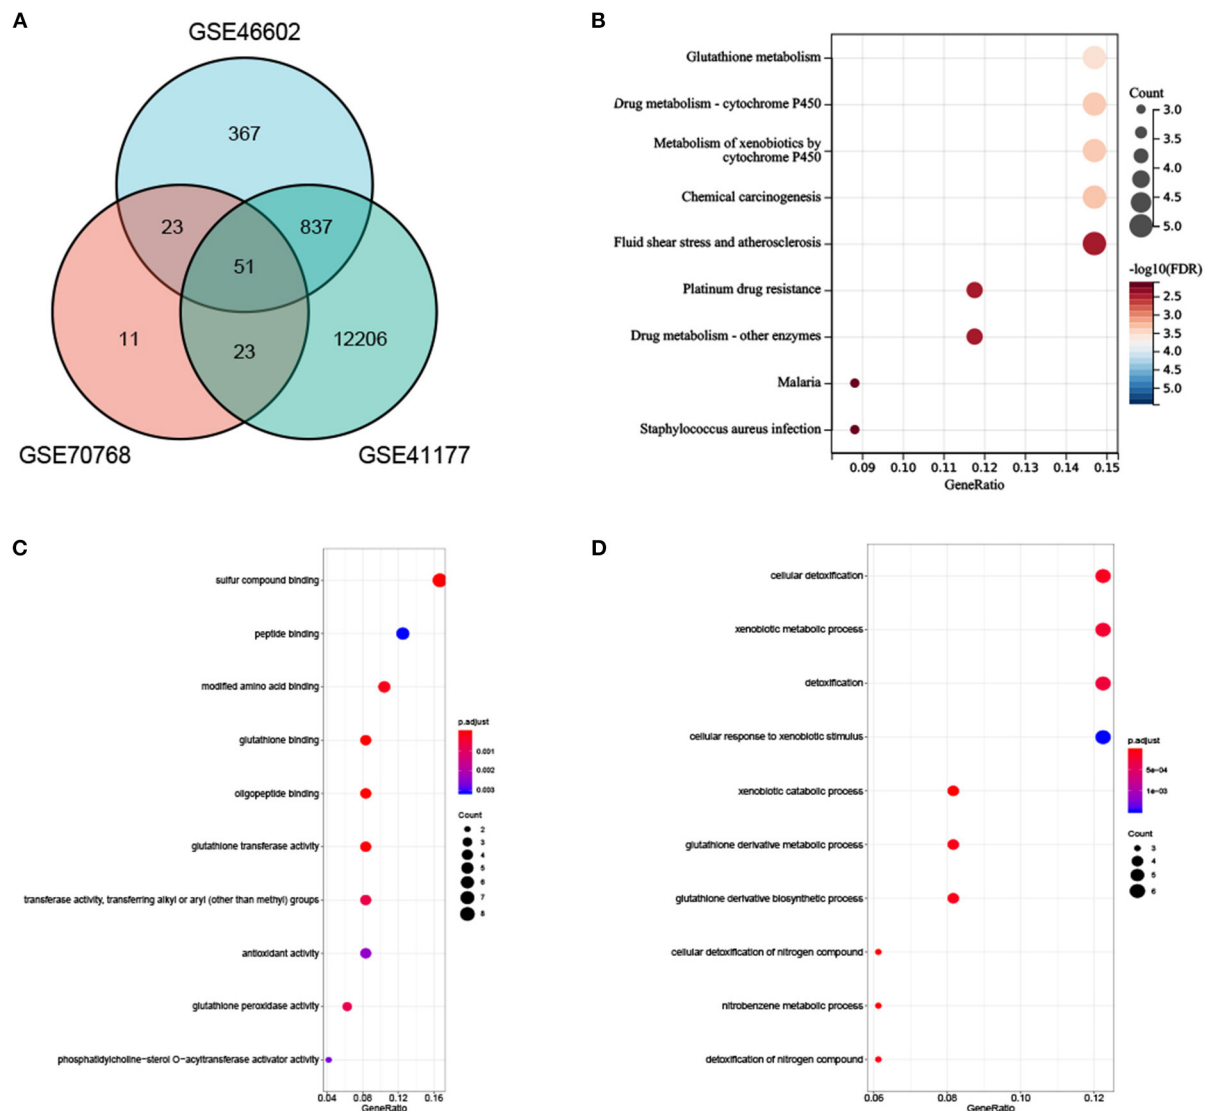 A
GSE46602
367
23
837
51
11
23
12206
GSE70768
GSE41177
B
Glutathione metabolism
Drug metabolism - cytochrome P450
Metabolism of xenobiotics by
cytochrome P450
Chemical carcinogenesis
Fluid shear stress and atherosclerosis
Platinum drug resistance
Drug metabolism - other enzymes
Malaria
Staphylococcus aureus infection
0.09 0.10 0.11 0.12 0.13 0.14 0.15
GeneRatio
Count
3.0
3.5
4.0
4.5
5.0
-log10(FDR)
2.5
3.0
3.5
4.0
4.5
5.0
C
sulfur compound binding
peptide binding
modified amino acid binding
glutathione binding
oligopeptide binding
glutathione transferase activity
transferase activity, transferring alkyl or aryl (other than methyl) groups
antioxidant activity
glutathione peroxidase activity
phosphatidylcholine−sterol O−acyltransferase activator activity
0.04 0.08 0.12 0.16
GeneRatio
p.adjust
0.001
0.002
0.003
Count
2
3
4
5
6
7
8
D
cellular detoxification
xenobiotic metabolic process
detoxification
cellular response to xenobiotic stimulus
xenobiotic catabolic process
glutathione derivative metabolic process
glutathione derivative biosynthetic process
cellular detoxification of nitrogen compound
nitrobenzene metabolic process
detoxification of nitrogen compound
0.06 0.08 0.10 0.12
GeneRatio
p.adjust
5e−04
1e−03
Count
3
4
5
6